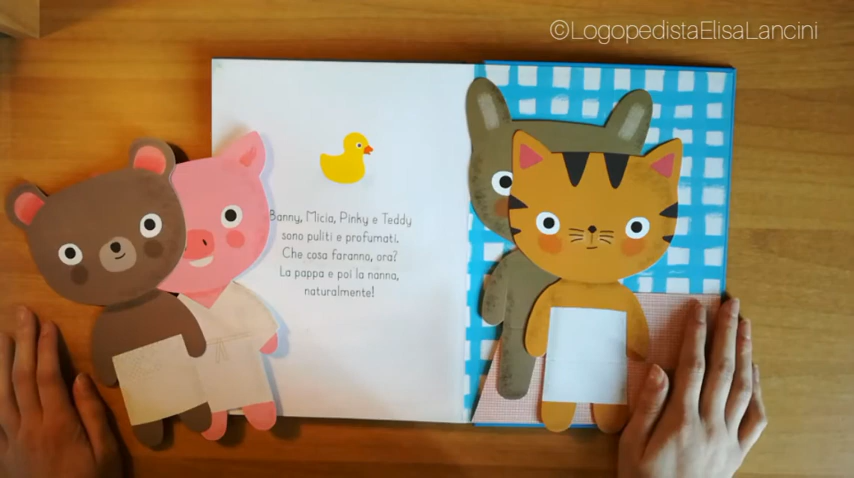 ©LogopedistaElisaLancini
Banny, Micia, Pinky e Teddy
sono puliti e profumati.
Che cosa faranno, ora?
La pappa e poi la nanna,
naturalmente!